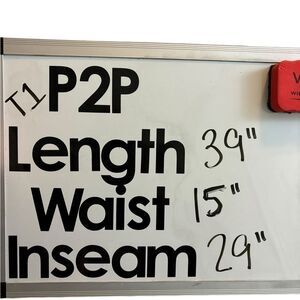 T1 P2P
Length 39"
Waist 15"
Inseam 29"